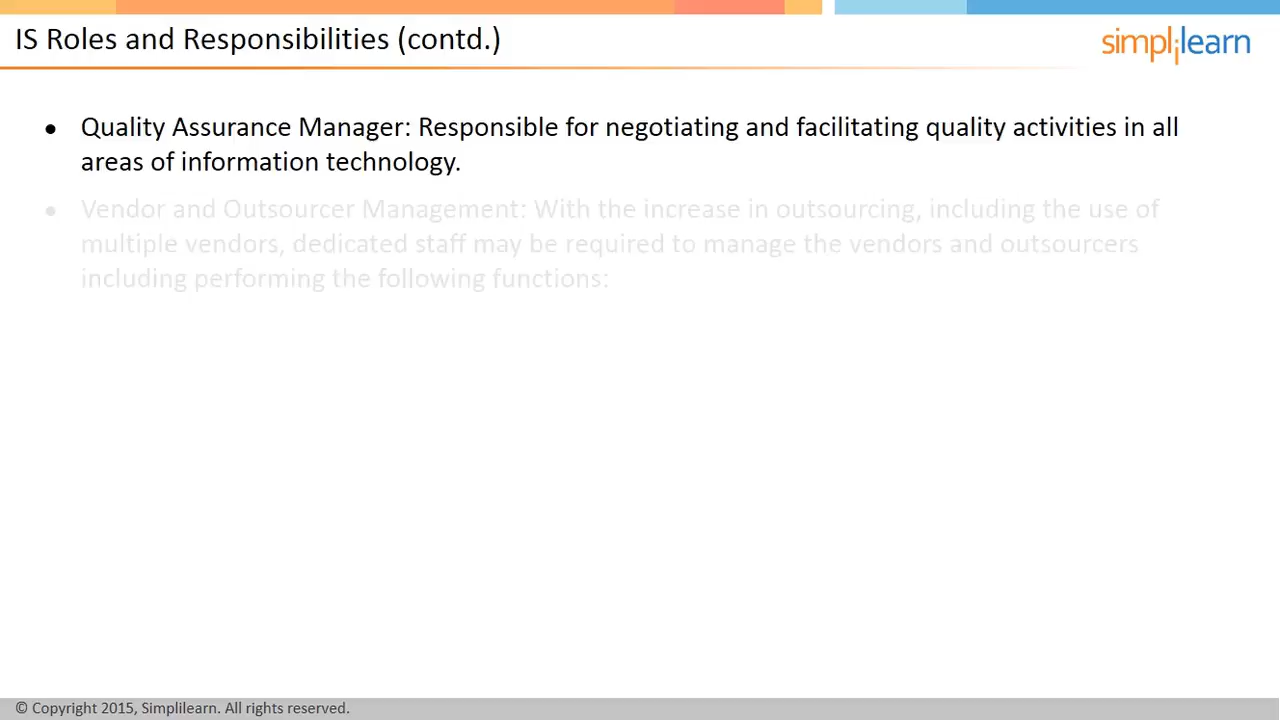 IS Roles and Responsibilities (contd.)
simplilearn
● Quality Assurance Manager: Responsible for negotiating and facilitating quality activities in all
areas of information technology.
● Vendor and Outsourcer Management: With the increase in outsourcing, including the use of
multiple vendors, dedicated staff may be required to manage the vendors and outsourcers
including performing the following functions:
© Copyright 2015, Simplilearn. All rights reserved.